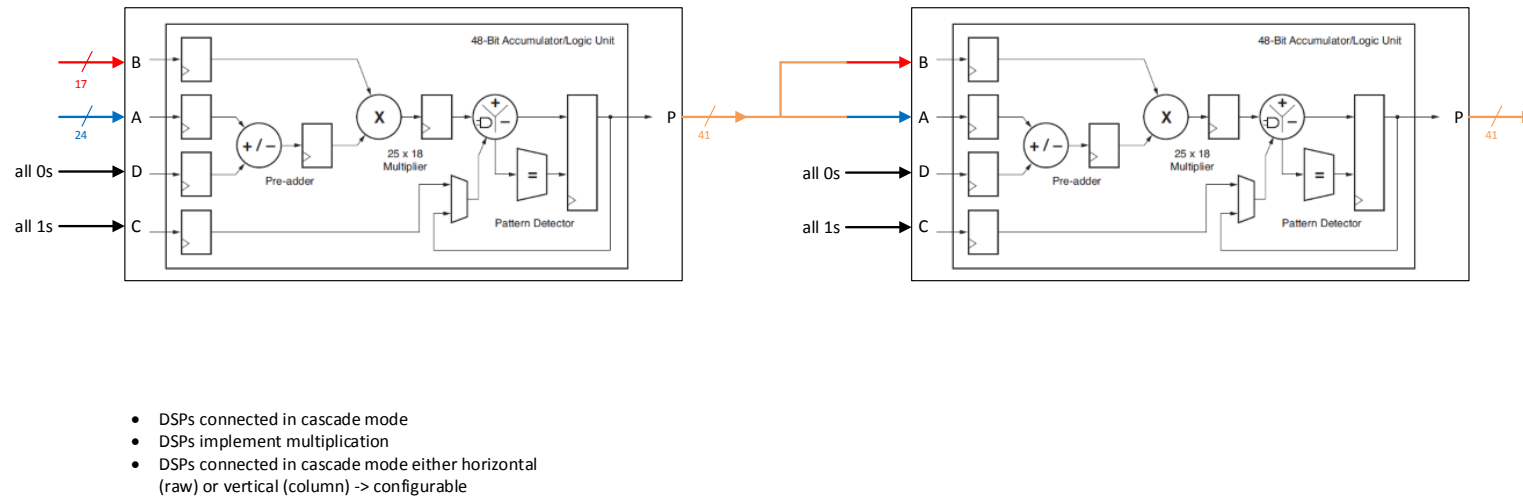 48-Bit Accumulator/Logic Unit
B
17
A
24
X
+
-
+ / -
25 x 18
Multiplier
Pre-adder
=
Pattern Detector
all 0s
D
all 1s
C
P
41
48-Bit Accumulator/Logic Unit
B
A
X
+
-
+ / -
25 x 18
Multiplier
Pre-adder
=
Pattern Detector
all 0s
D
all 1s
C
P
41
• DSPs connected in cascade mode
• DSPs implement multiplication
• DSPs connected in cascade mode either horizontal
(raw) or vertical (column) -> configurable